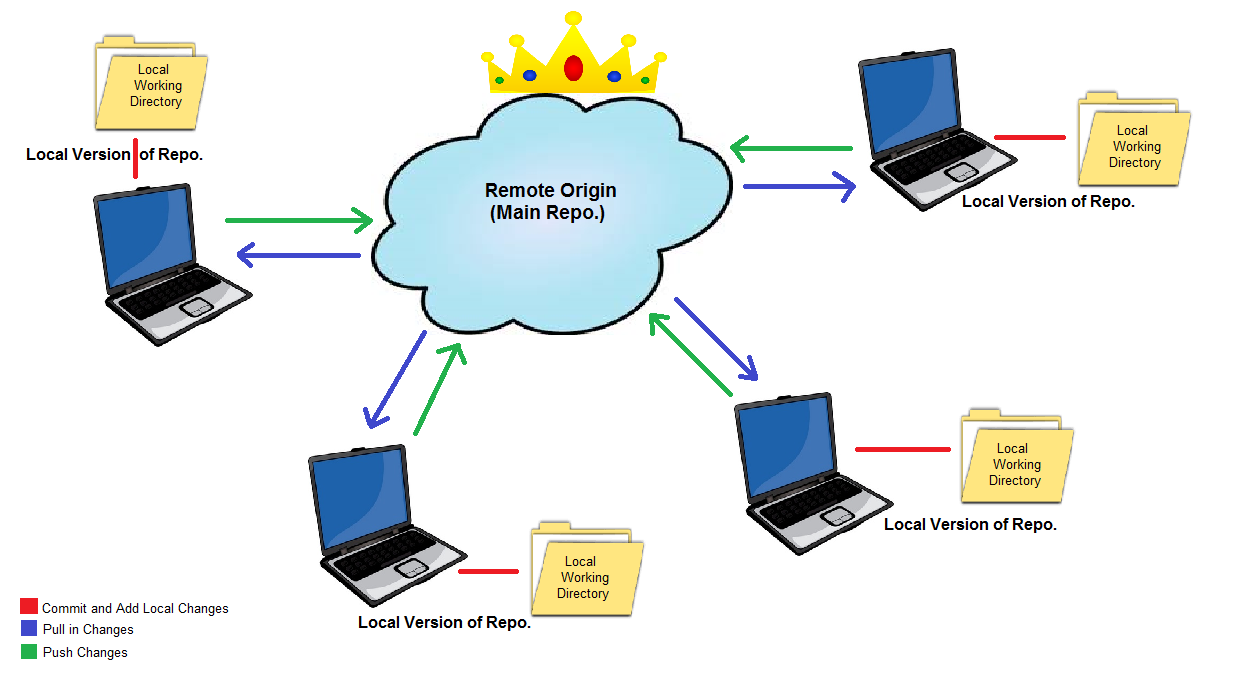 Local
Working
Directory
Local Version of Repo.
Remote Origin
(Main Repo.)
Local
Working
Directory
Local Version of Repo.
Local
Working
Directory
Local Version of Repo.
Local
Working
Directory
Local Version of Repo.
Commit and Add Local Changes
Pull in Changes
Push Changes